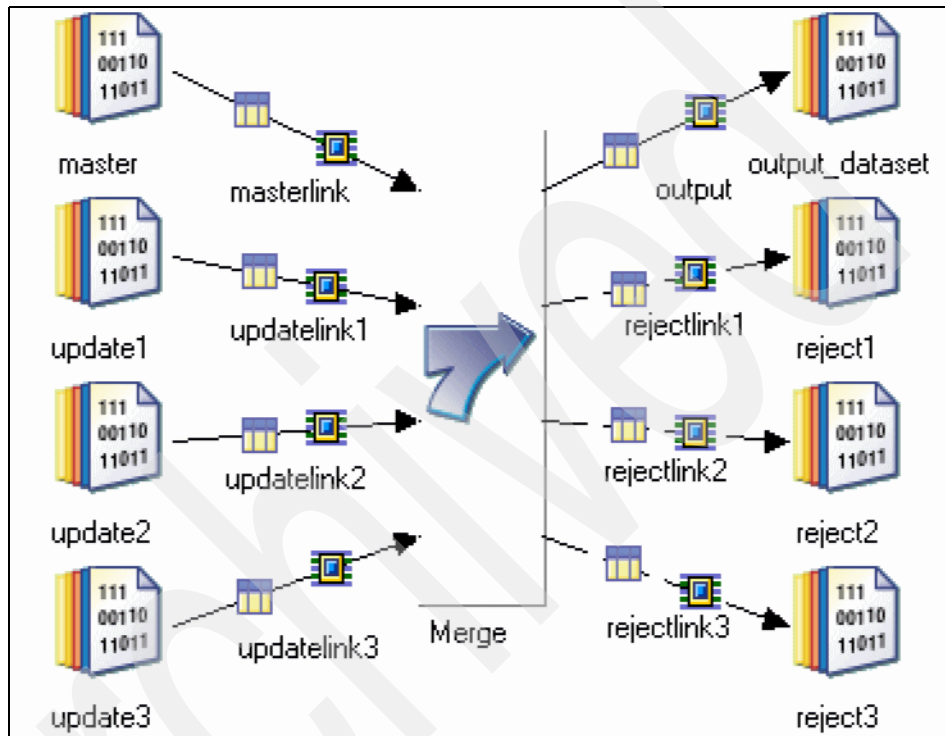 111
00110
11011
master
masterlink
output
111
00110
11011
output_dataset
111
00110
11011
update1
updatelink1
rejectlink1
111
00110
11011
reject1
111
00110
11011
update2
updatelink2
rejectlink2
111
00110
11011
reject2
111
00110
11011
update3
updatelink3
Merge
rejectlink3
111
00110
11011
reject3